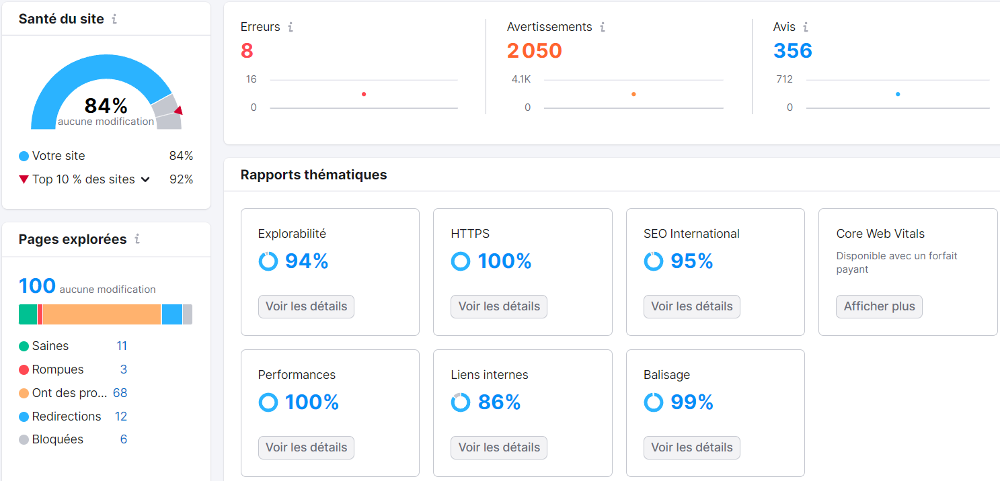 Santé du site
84%
aucune modification
Votre site 84%
Top 10 % des sites 92%
Pages explorées
100 aucune modification
Saines 11
Rompues 3
Ont des pro... 68
Redirections 12
Bloquées 6
Erreurs
8
16
0
Avertissements
2 050
4.1K
0
Avis
356
712
0
Rapports thématiques
Explorabilité
94%
Voir les détails
HTTPS
100%
Voir les détails
SEO International
95%
Voir les détails
Core Web Vitals
Disponible avec un forfait
payant
Afficher plus
Performances
100%
Voir les détails
Liens internes
86%
Voir les détails
Balisage
99%
Voir les détails